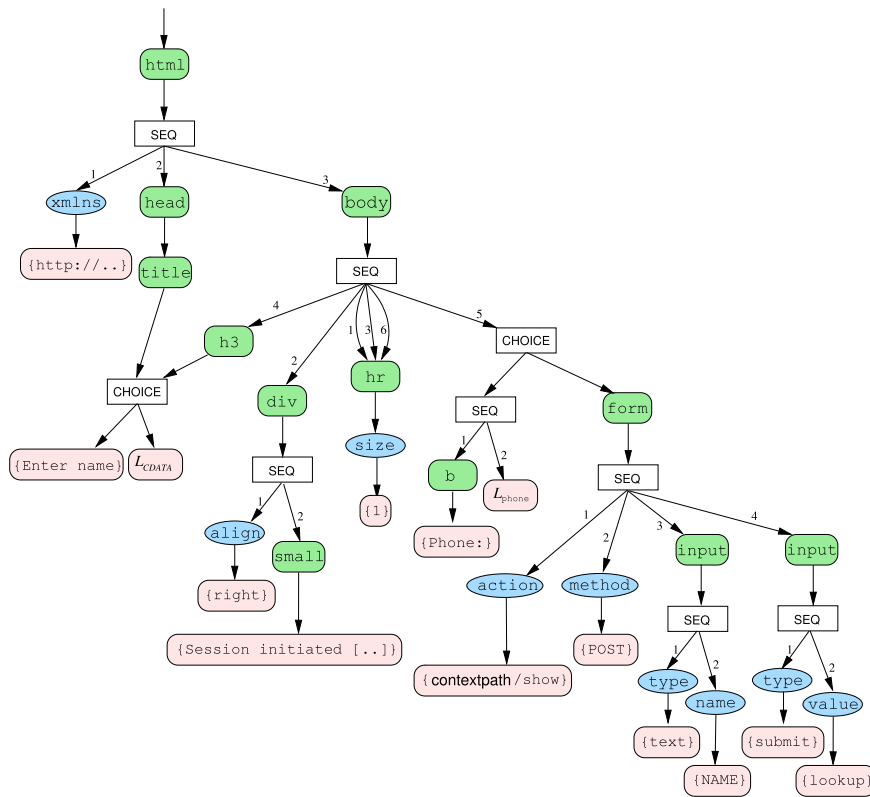 html
SEQ
1
2
3
xmlns
head
body
{http://..}
title
SEQ
4
1
3
6
5
2
h3
CHOICE
hr
CHOICE
div
SEQ
form
{Enter name}
L_CDATA
size
1
2
SEQ
b
L_phone
SEQ
1
2
{1}
1
2
3
4
align
small
{Phone:}
input
input
{right}
action
method
SEQ
SEQ
{Session initiated [..]}
{POST}
1
2
1
2
{contextpath/show}
type
name
type
value
{text}
{submit}
{NAME}
{lookup}